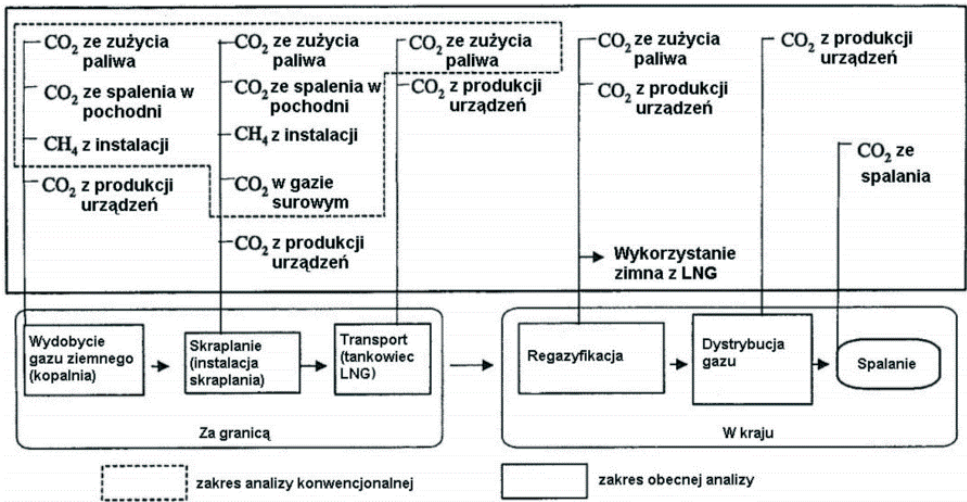 CO2 ze zużycia
paliwa
CO2 ze spalenia w
pochodni
CH4 z instalacji
CO2 z produkcji
urządzeń
CO2 ze zużycia
paliwa
CO2 ze spalenia w
pochodni
CH4 z instalacji
CO2 w gazie
surowym
CO2 z produkcji
urządzeń
CO2 ze zużycia
paliwa
CO2 z produkcji
urządzeń
CO2 ze zużycia
paliwa
CO2 z produkcji
urzadzeń
Wykorzystanie
zimna z LNG
CO2 z produkcji
urządzeń
CO2 ze
spalania
Wydobycie
gazu ziemnego
(kopalnia)
Skraplanie
(instalacja
skraplania)
Transport
(tankowiec
LNG)
Regazyfikacja
Dystrybucja
gazu
Spalanie
Za granicą
W kraju
zakres analizy konwencjonalnej
zakres obecnej analizy